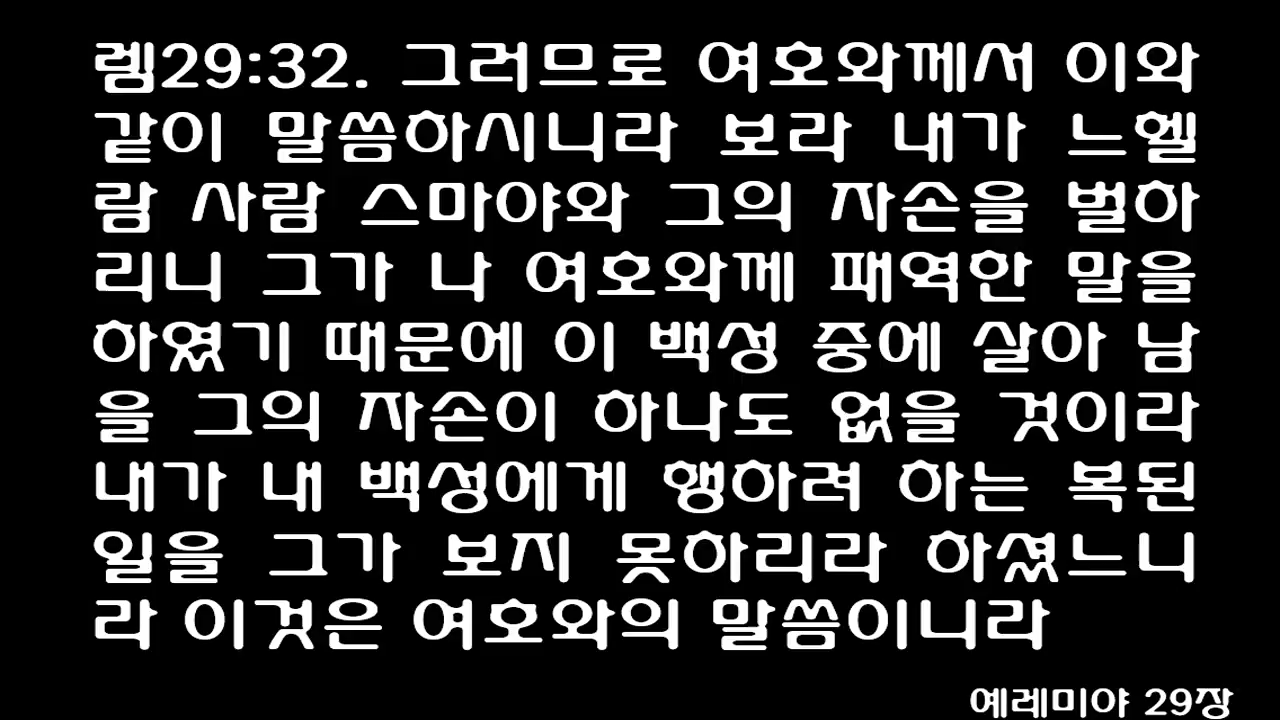 렘29:32. 그러므로 여호와께서 이와
같이 말씀하시니라 보라 내가 느헬
람 사람 스마야와 그의 자손을 벌하
리니 그가 나 여호와께 패역한 말을
하였기 때문에 이 백성 중에 살아 남
을 그의 자손이 하나도 없을 것이라
내가 내 백성에게 행하려 하는 복된
일을 그가 보지 못하리라 하셨느니
라 이것은 여호와의 말씀이니라
예레미야 29장